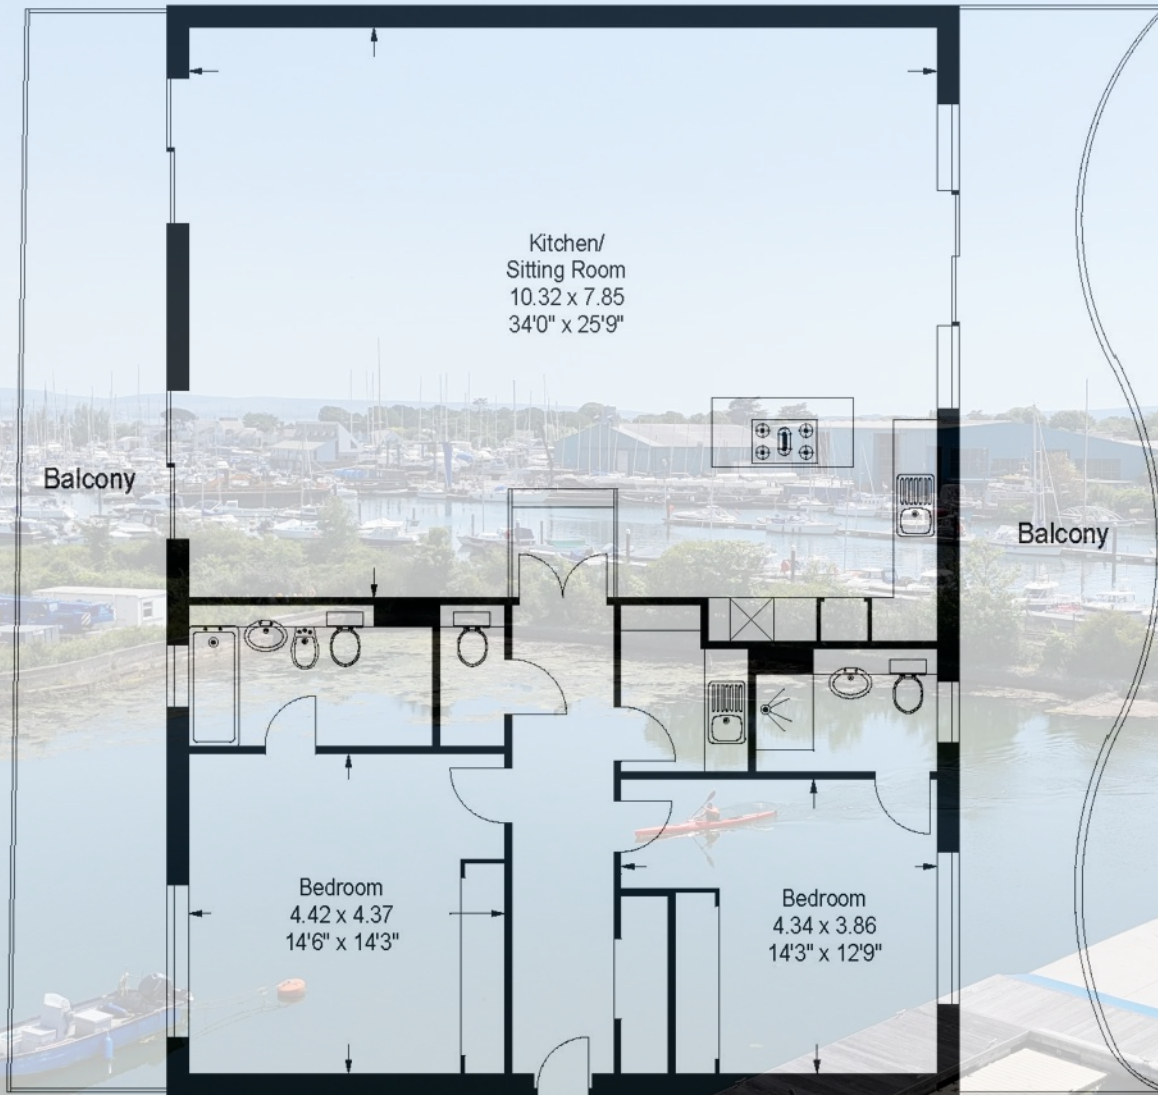 Kitchen/
Sitting Room
10.32 x 7.85
34'0" x 25'9"
Balcony
Balcony
Bedroom
4.42 x 4.37
14'6" x 14'3"
Bedroom
4.34 x 3.86
14'3" x 12'9"